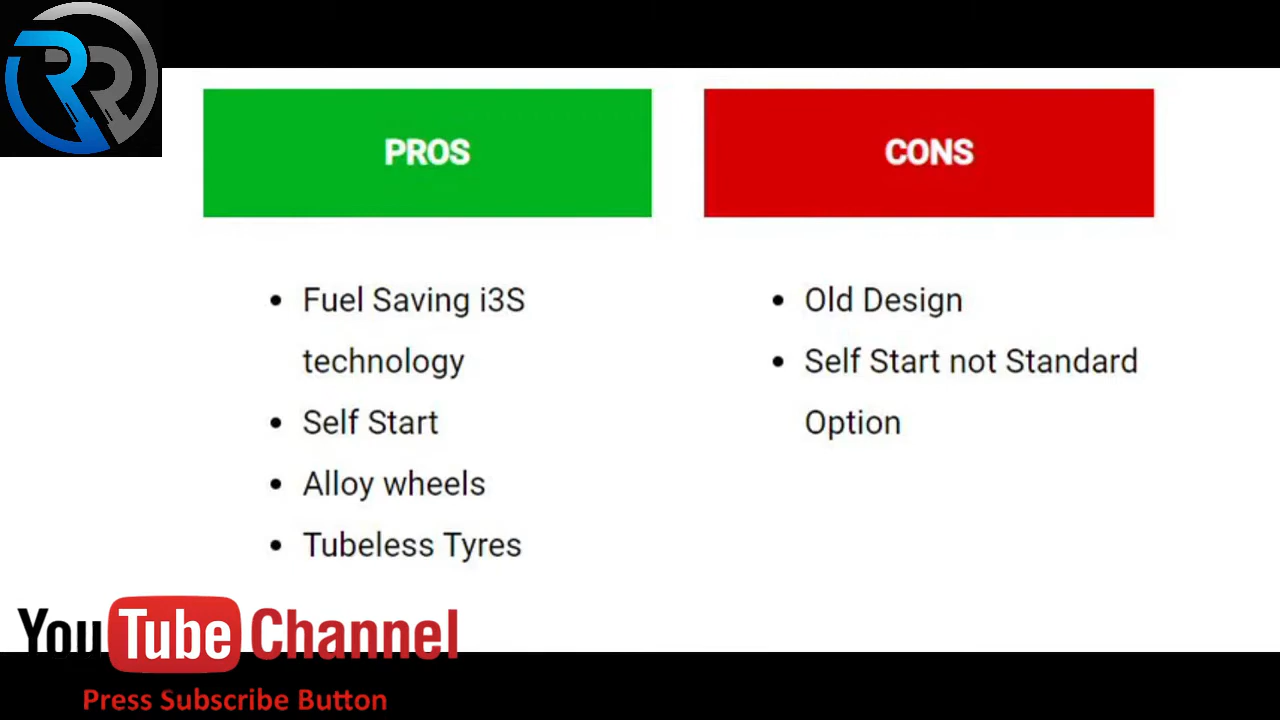 PROS
CONS
Fuel Saving i3S
technology
Self Start
Alloy wheels
Tubeless Tyres
Old Design
Self Start not Standard
Option
YouTube Channel
Press Subscribe Button